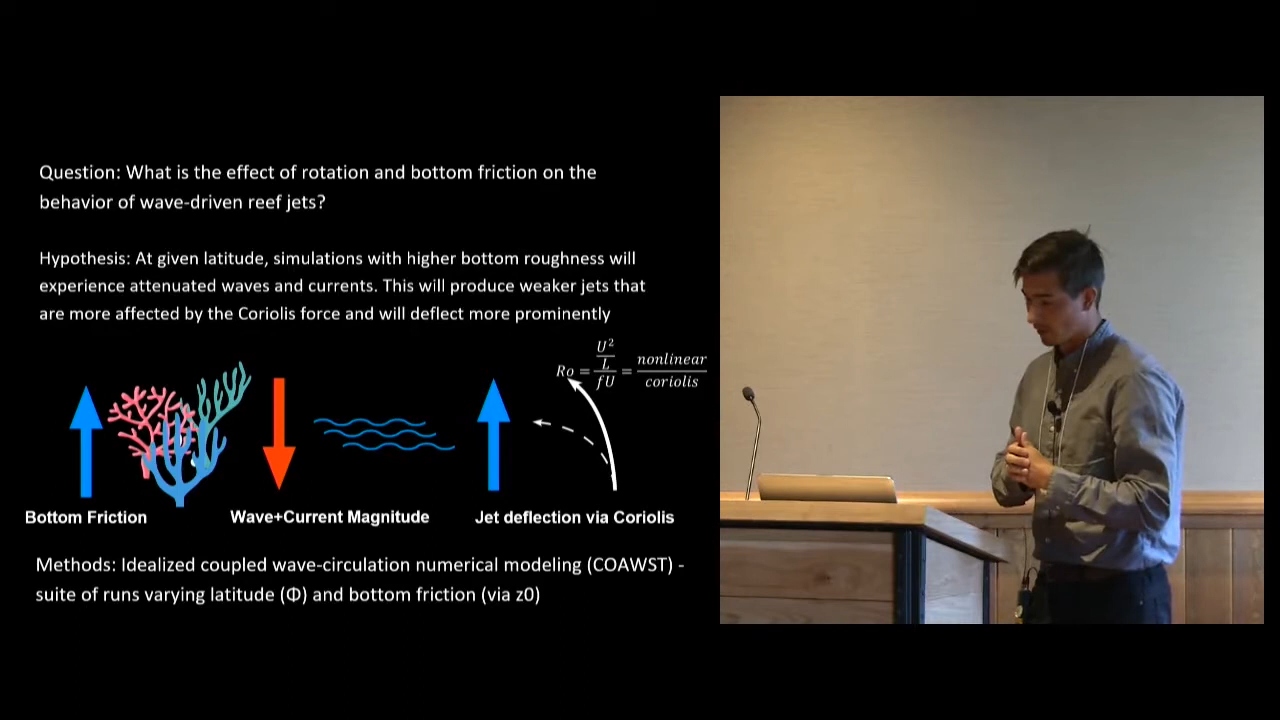 Question: What is the effect of rotation and bottom friction on the
behavior of wave-driven reef jets?
Hypothesis: At given latitude, simulations with higher bottom roughness will
experience attenuated waves and currents. This will produce weaker jets that
are more affected by the Coriolis force and will deflect more prominently
Ro = U²/L / fU = nonlinear / coriolis
Bottom Friction
Wave+Current Magnitude
Jet deflection via Coriolis
Methods: Idealized coupled wave-circulation numerical modeling (COAWST) -
suite of runs varying latitude (Φ) and bottom friction (via z0)